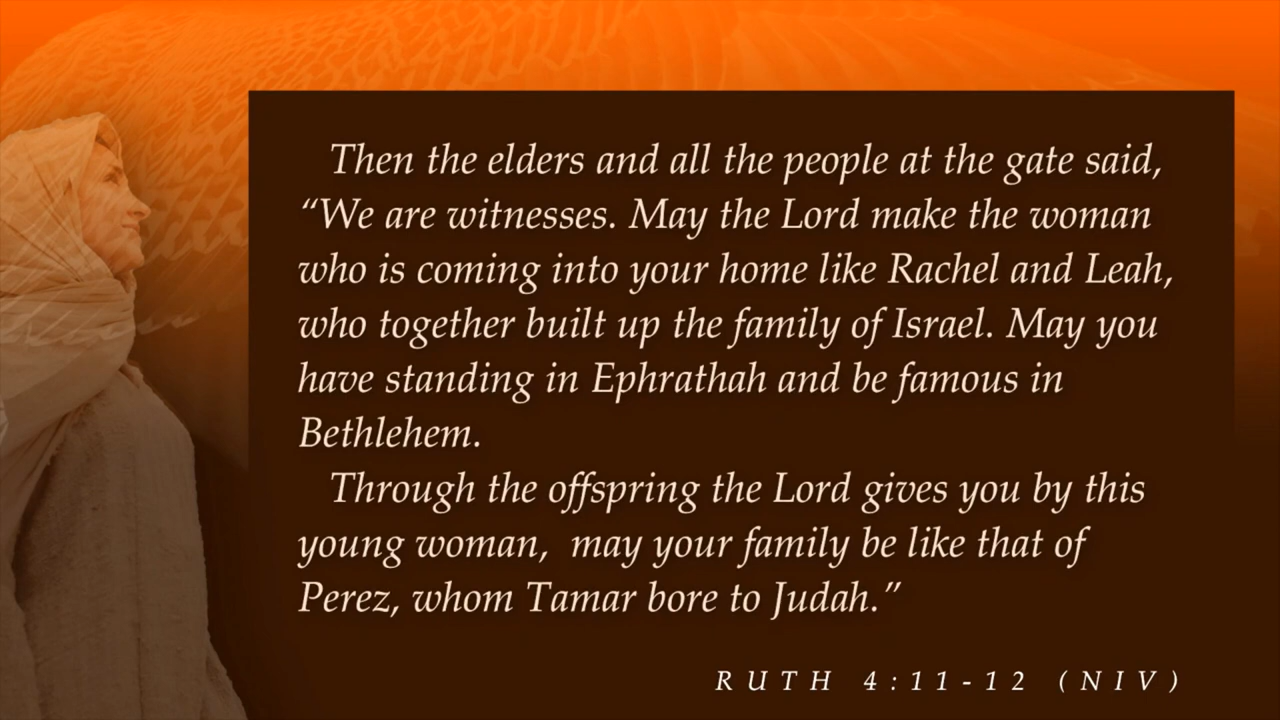 Then the elders and all the people at the gate said,
“We are witnesses. May the Lord make the woman
who is coming into your home like Rachel and Leah,
who together built up the family of Israel. May you
have standing in Ephrathah and be famous in
Bethlehem.
Through the offspring the Lord gives you by this
young woman,  may your family be like that of
Perez, whom Tamar bore to Judah.”
RUTH 4:11-12 (NIV)